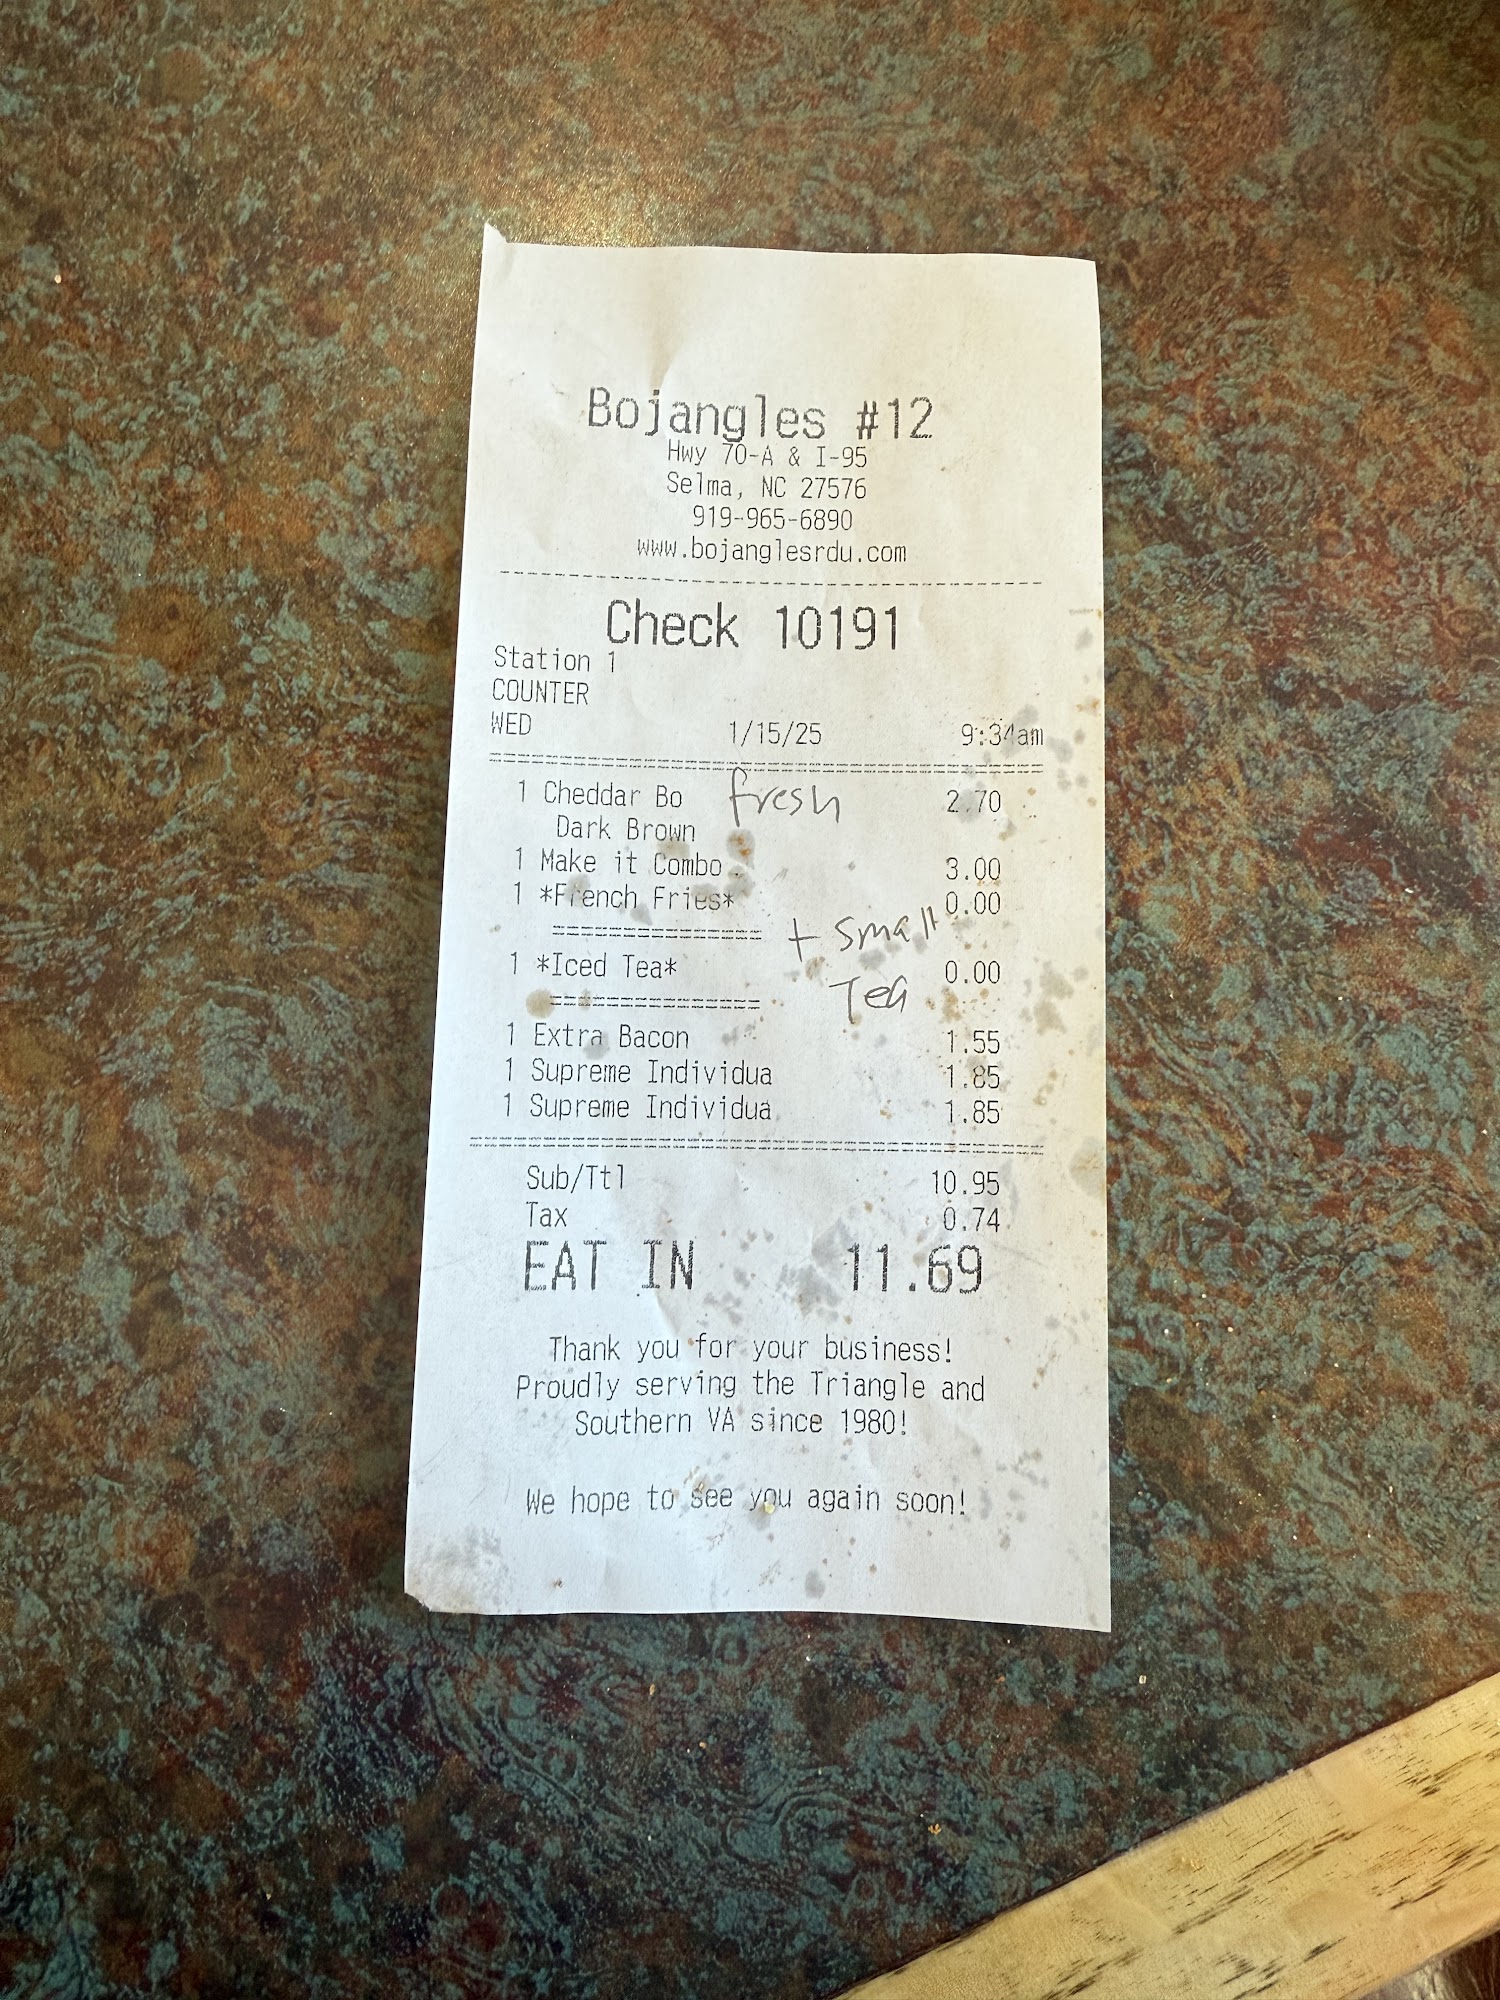 Bojangles #12
Hwy 70-A & I-95
Selma, NC 27576
919-965-6890
www.bojanglesrdu.com
Check 10191
Station 1
COUNTER
WED 1/15/25 9:34am
1 Cheddar Bo fresh 2.70
Dark Brown
1 Make it Combo 3.00
1 *French Fries* 0.00
+ small
1 *Iced Tea* 0.00
Tea
1 Extra Bacon 1.55
1 Supreme Individua 1.85
1 Supreme Individua 1.85
Sub/Ttl 10.95
Tax 0.74
EAT IN 11.69
Thank you for your business!
Proudly serving the Triangle and
Southern VA since 1980!
We hope to see you again soon!